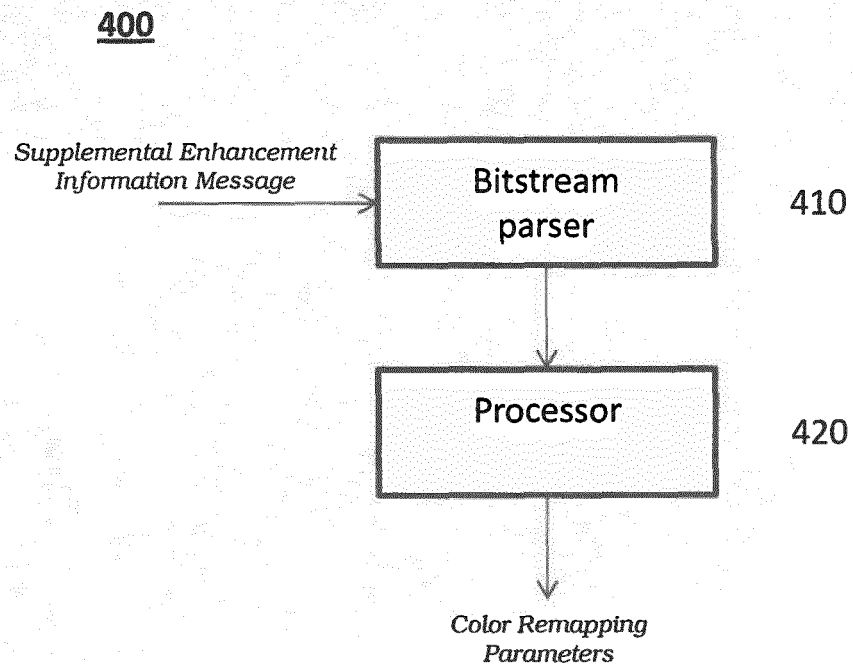 400
Supplemental Enhancement
Information Message
Bitstream
parser
410
Processor
420
Color Remapping
Parameters